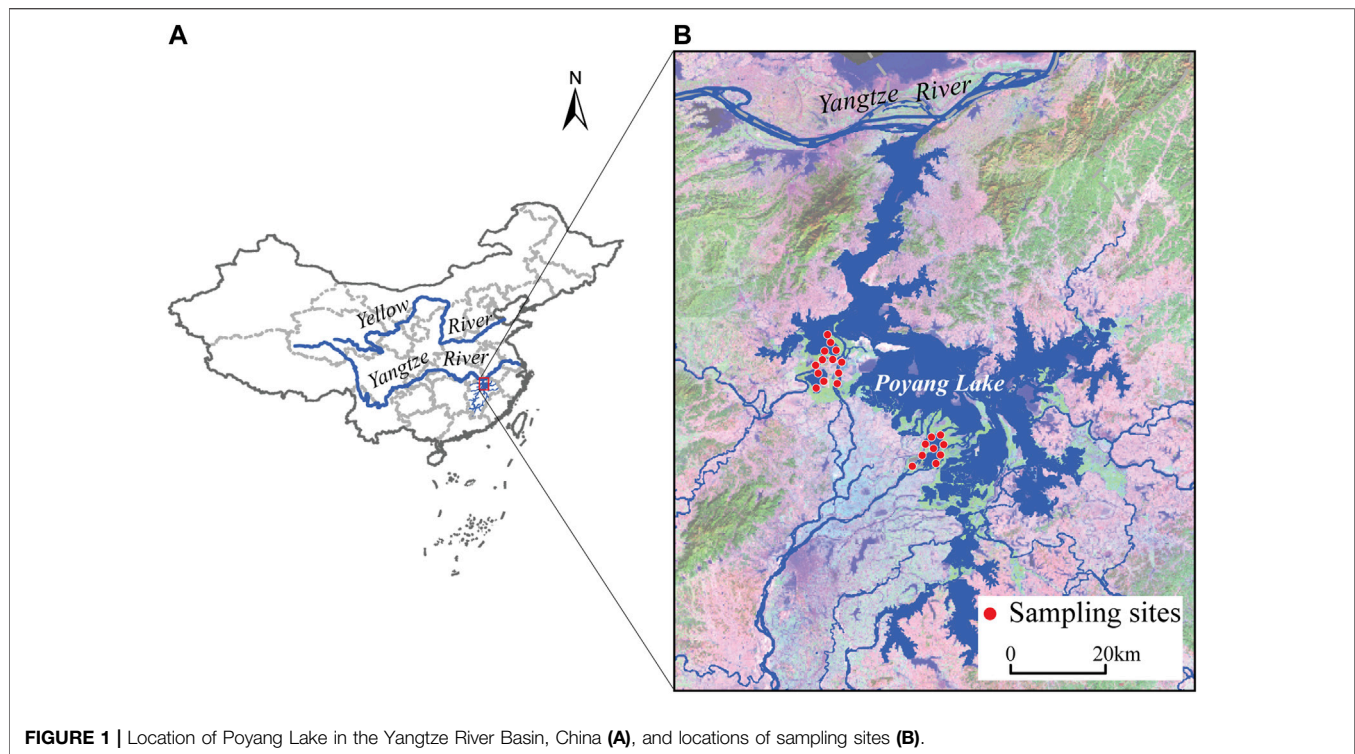 A
B
N
Yangtze River
Yellow
River
Yangtze
River
Poyang Lake
Sampling sites
0 20km
FIGURE 1 | Location of Poyang Lake in the Yangtze River Basin, China (A), and locations of sampling sites (B).